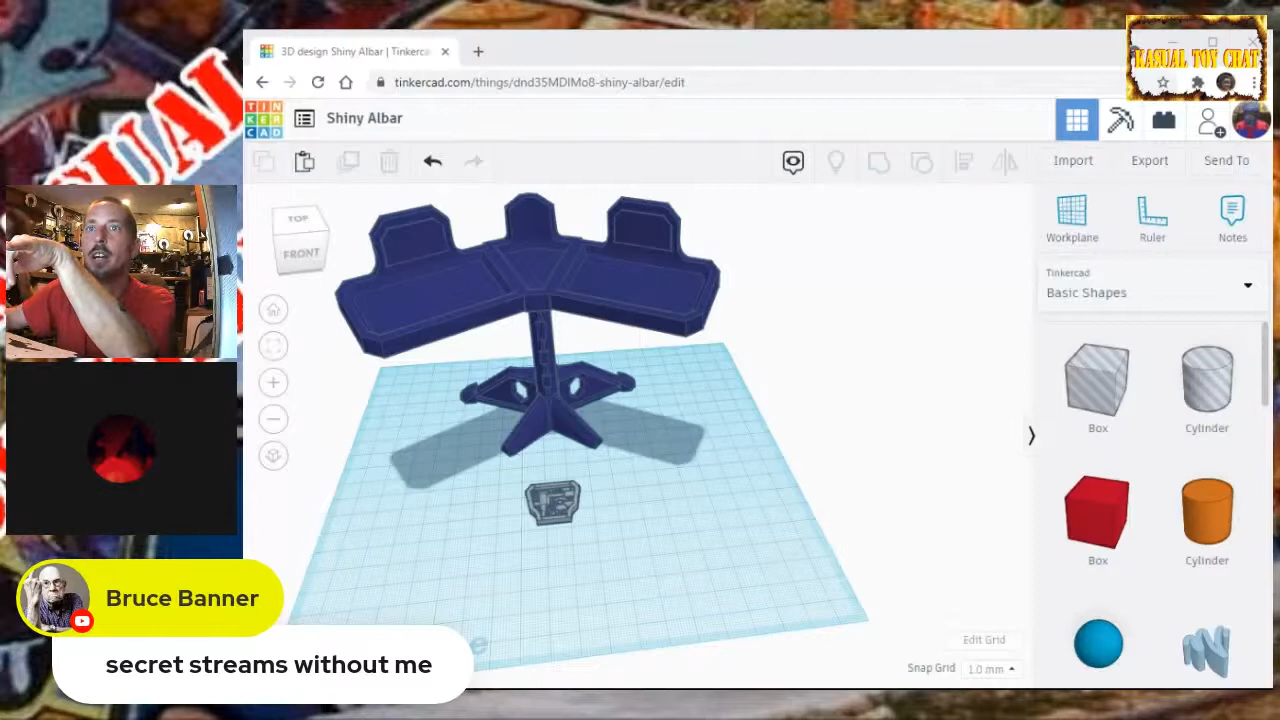 KASUAL TOY CHAT
3D design Shiny Albar | Tinkerca
tinkercad.com/things/dnd35MDIMo8-shiny-albar/edit
TIN
KER
CAD
Shiny Albar
Import
Export
Send To
TOP
FRONT
Workplane
Ruler
Notes
Tinkercad
Basic Shapes
Box
Cylinder
Box
Cylinder
Edit Grid
Snap Grid
1.0 mm
Bruce Banner
secret streams without me